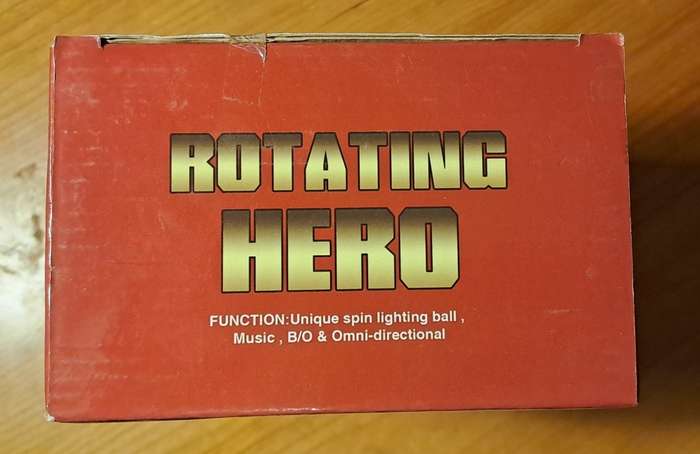 ROTATING
HERO
FUNCTION:Unique spin lighting ball ,
Music , B/O & Omni-directional